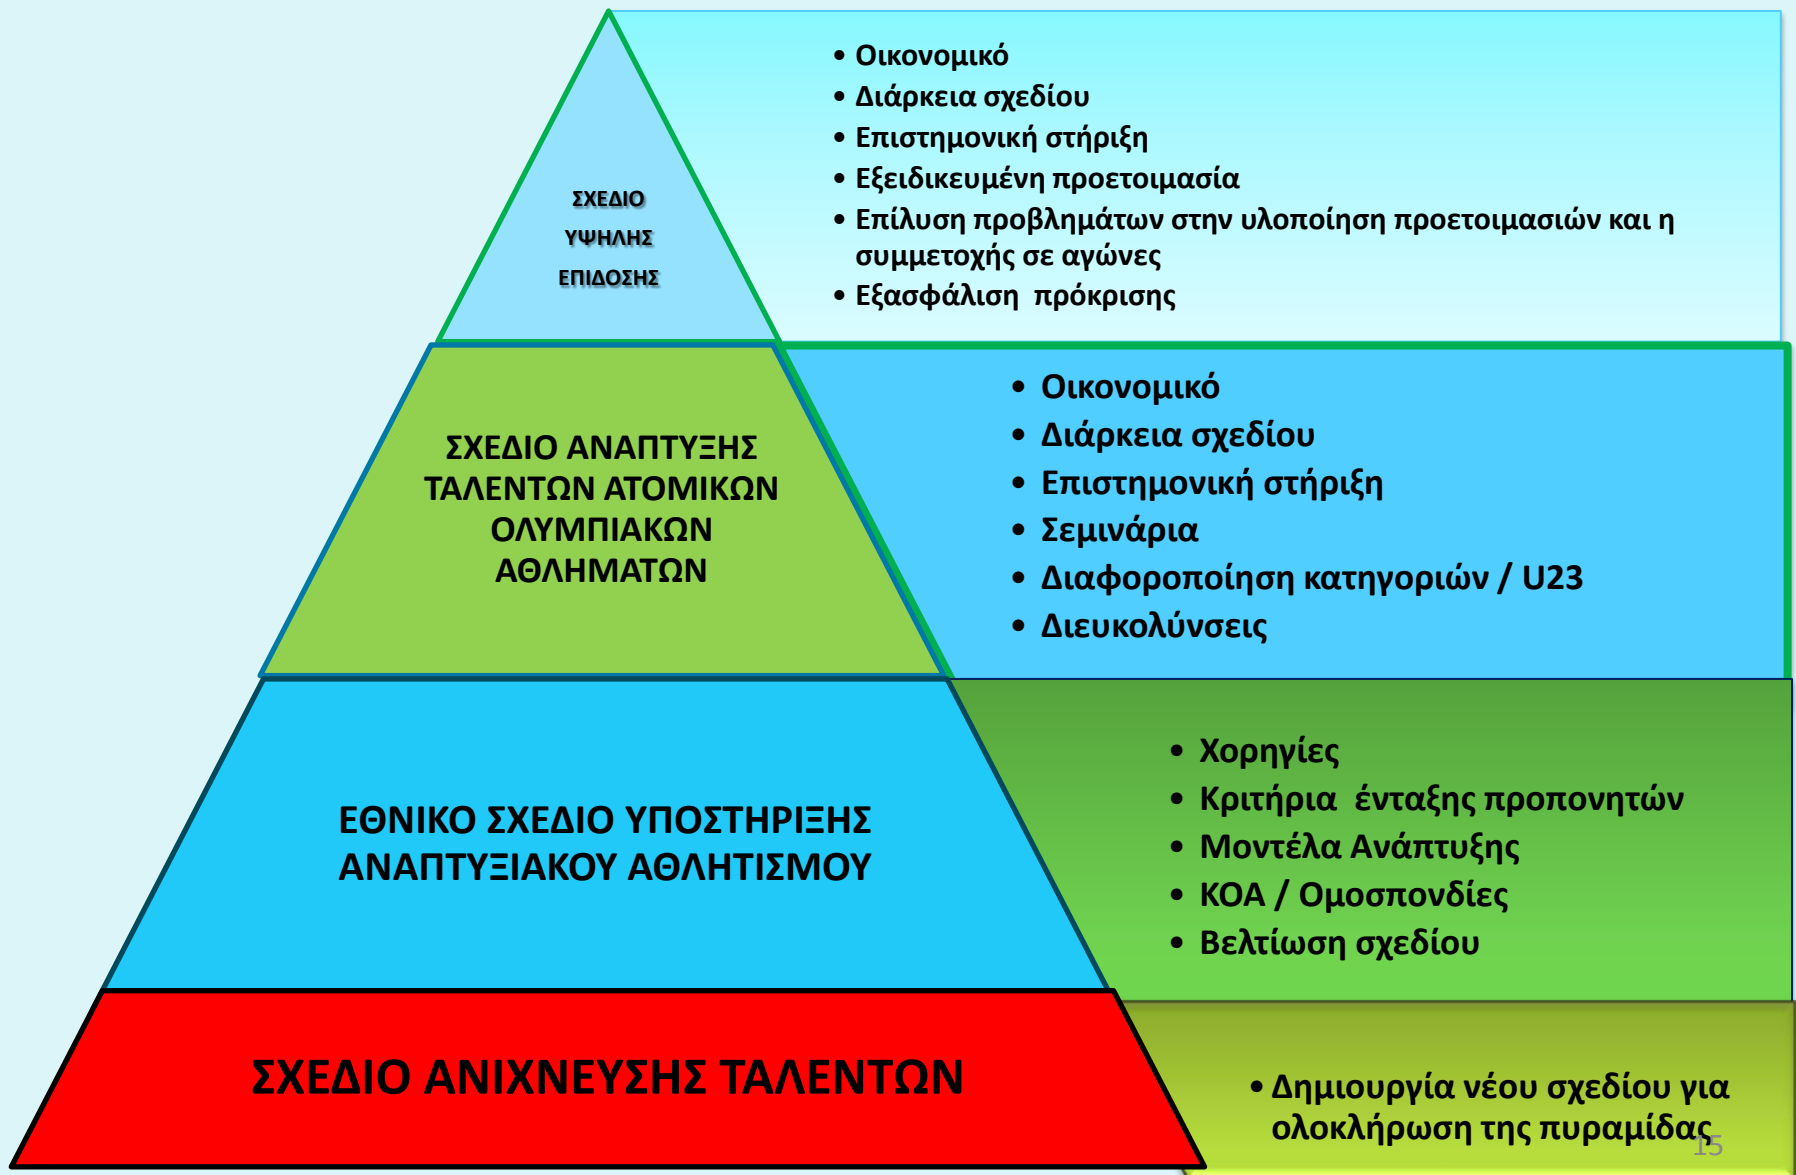 ΣΧΕΔΙΟ
ΥΨΗΛΗΣ
ΕΠΙΔΟΣΗΣ
• Οικονομικό
• Διάρκεια σχεδίου
• Επιστημονική στήριξη
• Εξειδικευμένη προετοιμασία
• Επίλυση προβλημάτων στην υλοποίηση προετοιμασιών και η
συμμετοχής σε αγώνες
• Εξασφάλιση πρόκρισης
ΣΧΕΔΙΟ ΑΝΑΠΤΥΞΗΣ
ΤΑΛΕΝΤΩΝ ΑΤΟΜΙΚΩΝ
ΟΛΥΜΠΙΑΚΩΝ
ΑΘΛΗΜΑΤΩΝ
• Οικονομικό
• Διάρκεια σχεδίου
• Επιστημονική στήριξη
• Σεμινάρια
• Διαφοροποίηση κατηγοριών / U23
• Διευκολύνσεις
ΕΘΝΙΚΟ ΣΧΕΔΙΟ ΥΠΟΣΤΗΡΙΞΗΣ
ΑΝΑΠΤΥΞΙΑΚΟΥ ΑΘΛΗΤΙΣΜΟΥ
• Χορηγίες
• Κριτήρια ένταξης προπονητών
• Μοντέλα Ανάπτυξης
• ΚΟΑ / Ομοσπονδίες
• Βελτίωση σχεδίου
ΣΧΕΔΙΟ ΑΝΙΧΝΕΥΣΗΣ ΤΑΛΕΝΤΩΝ
• Δημιουργία νέου σχεδίου για
ολοκλήρωση της πυραμίδας
15